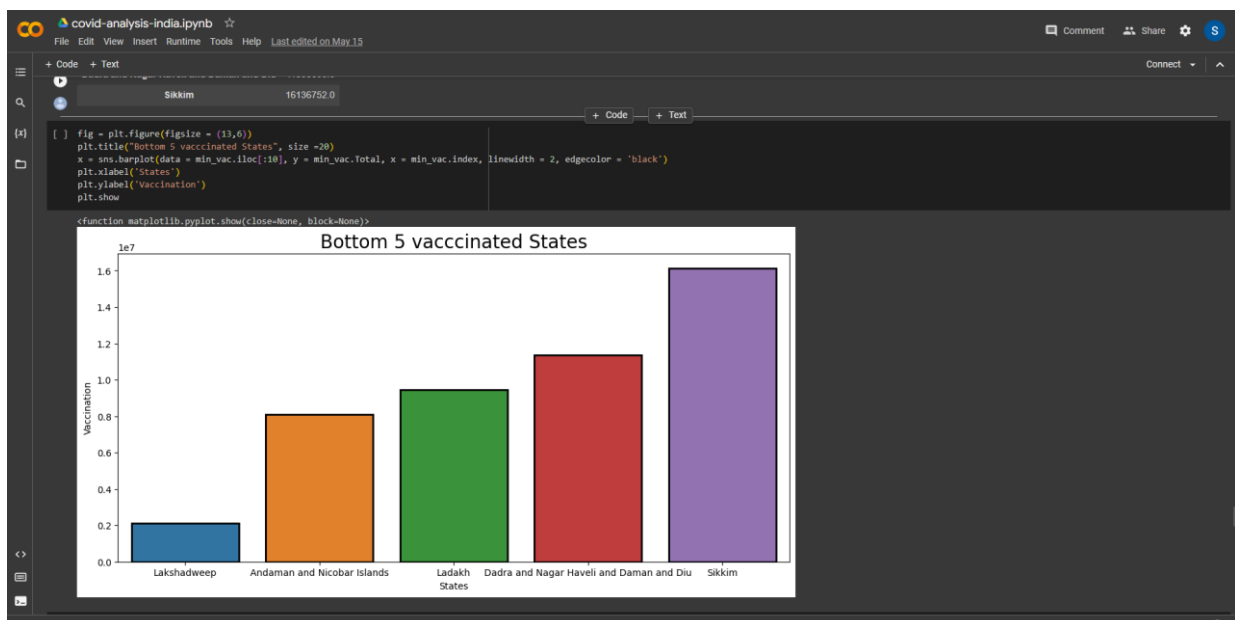 covid-analysis-india.ipynb
Comment Share S
File Edit View Insert Runtime Tools Help Last edited on May 15
+ Code + Text Connect
Sikkim 16136752.0
+ Code + Text
{x}
[ ] fig = plt.figure(figsize = (13,6))
plt.title("Bottom 5 vacccinated States", size =20)
x = sns.barplot(data = min_vac.iloc[:10], y = min_vac.Total, x = min_vac.index, linewidth = 2, edgecolor = 'black')
plt.xlabel('States')
plt.ylabel('Vaccination')
plt.show
<function matplotlib.pyplot.show(close=None, block=None)>
Bottom 5 vacccinated States
1e7
1.6
1.4
1.2
1.0
0.8
0.6
0.4
0.2
0.0
Vaccination
Lakshadweep Andaman and Nicobar Islands Ladakh Dadra and Nagar Haveli and Daman and Diu Sikkim
States